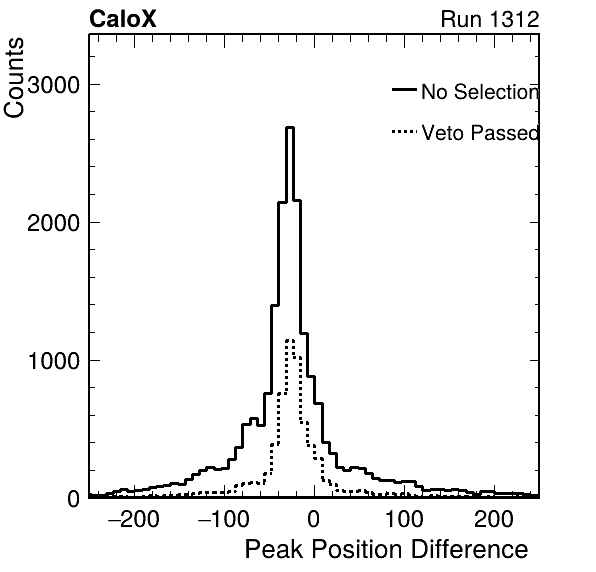 CaloX Run 1312
Counts
3000
2000
1000
0
No Selection
Veto Passed
−200 −100 0 100 200
Peak Position Difference